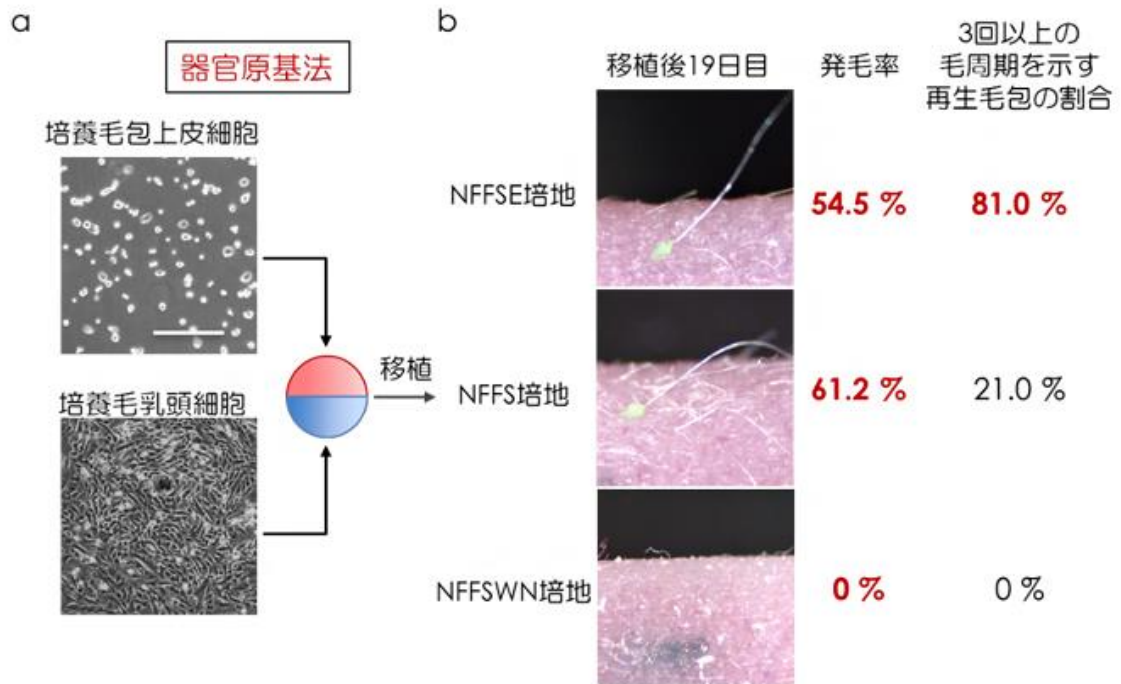 a
器官原基法
培養毛包上皮細胞
培養毛乳頭細胞
移植
b
移植後19日目
発毛率
3回以上の
毛周期を示す
再生毛包の割合
NFFSE培地
54.5 %
81.0 %
NFFS培地
61.2 %
21.0 %
NFFSWN培地
0 %
0 %